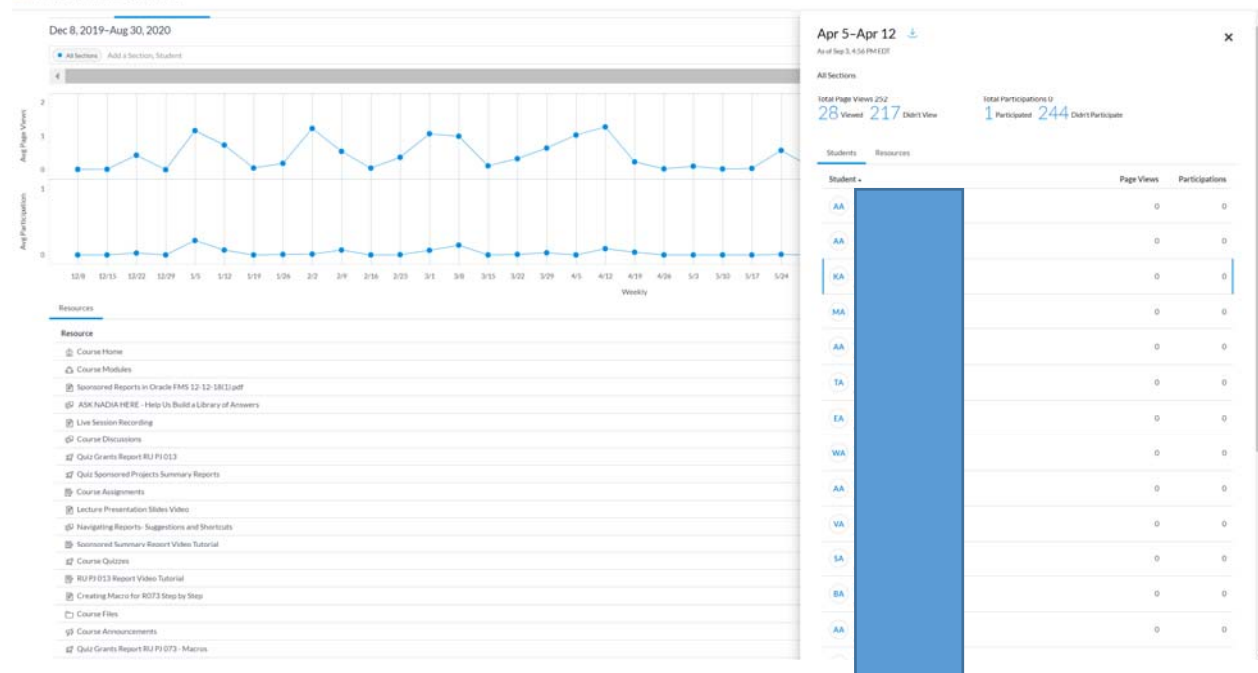 Dec 8, 2019–Aug 30, 2020
All Sections Add a Section, Student
2
1
0
Avg Page Views
1
0
Avg Participation
12/8 12/15 12/22 12/29 1/5 1/12 1/19 1/26 2/2 2/9 2/16 2/23 3/1 3/8 3/15 3/22 3/29 4/5 4/12 4/19 4/26 5/3 5/10 5/17 5/24
Weekly
Resources
Resource
Course Home
Course Modules
Sponsored Reports in Oracle FMS 12-12-18(1).pdf
ASK NADIA HERE - Help Us Build a Library of Answers
Live Session Recording
Course Discussions
Quiz Grants Report RU PJ 013
Quiz Sponsored Projects Summary Reports
Course Assignments
Lecture Presentation Slides Video
Navigating Reports- Suggestions and Shortcuts
Sponsored Summary Report Video Tutorial
Course Quizzes
RU PJ 013 Report Video Tutorial
Creating Macro for R073 Step by Step
Course Files
Course Announcements
Quiz Grants Report RU PJ 073 - Macros
Apr 5–Apr 12
As of Sep 3, 4:56 PM EDT
All Sections
Total Page Views 252 Total Participations 0
28 Viewed 217 Didn't View 1 Participated 244 Didn't Participate
Students Resources
Student Page Views Participations
AA 0 0
AA 0 0
KA 0 0
MA 0 0
AA 0 0
TA 0 0
EA 0 0
WA 0 0
AA 0 0
VA 0 0
SA 0 0
BA 0 0
AA 0 0